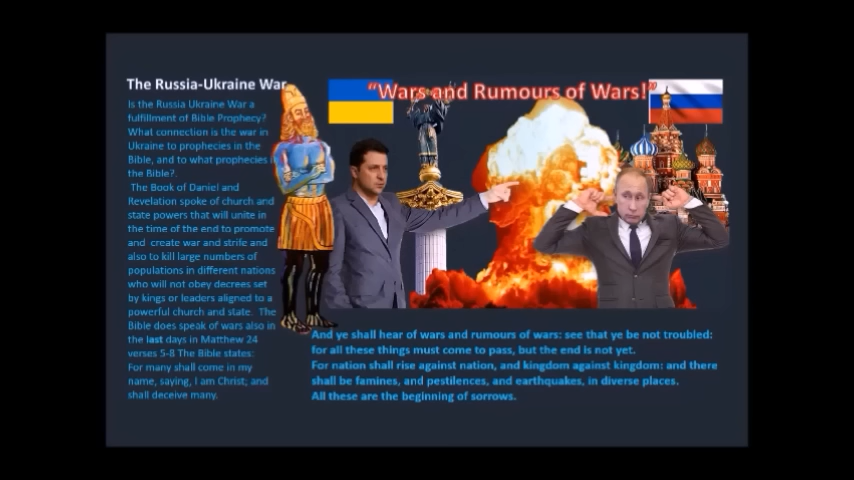 The Russia-Ukraine War
"Wars and Rumours of Wars!"
Is the Russia Ukraine War a
fulfillment of Bible Prophecy?
What connection is the war in
Ukraine to prophecies in the
Bible, and to what prophecies i
the Bible?.
The Book of Daniel and
Revelation spoke of church and
state powers that will unite in
the time of the end to promote
and create war and strife and
also to kill large numbers of
populations in different nations
who will not obey decrees set
by kings or leaders aligned to a
powerful church and state. The
Bible does speak of wars also in
the last days in Matthew 24
verses 5-8 The Bible states:
For many shall come in my
name, saying, I am Christ; and
shall deceive many.
And ye shall hear of wars and rumours of wars: see that ye be not troubled:
for all these things must come to pass, but the end is not yet.
For nation shall rise against nation, and kingdom against kingdom: and there
shall be famines, and pestilences, and earthquakes, in diverse places.
All these are the beginning of sorrows.